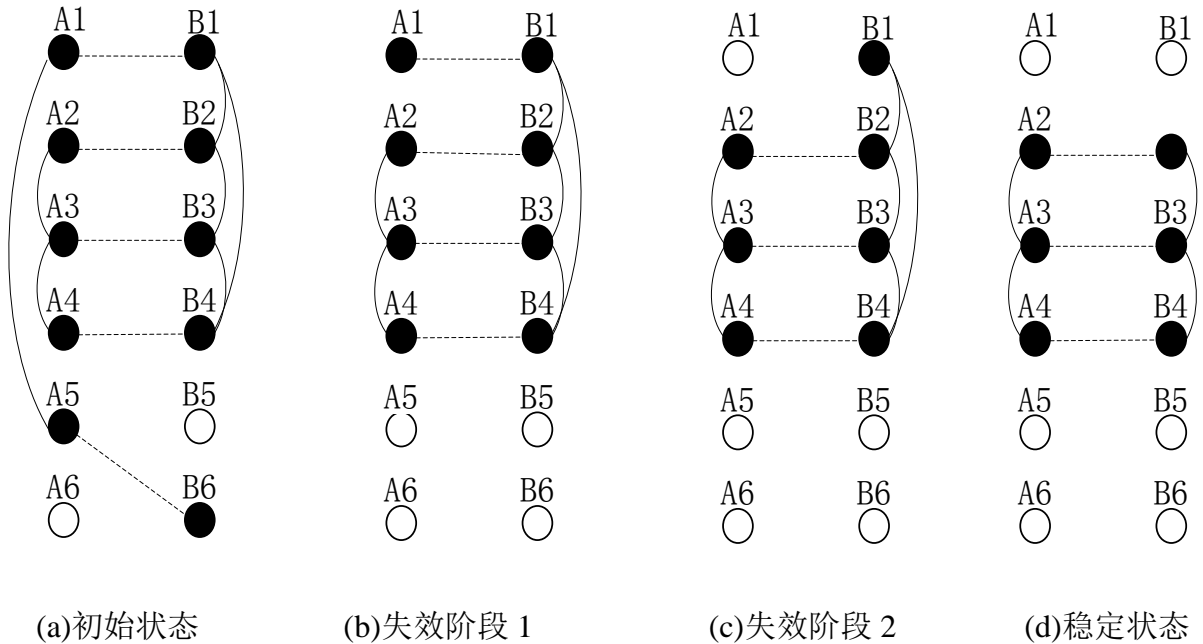 A1 B1 A1 B1 A1 B1 A1 B1
A2 B2 A2 B2 A2 B2 A2
A3 B3 A3 B3 A3 B3 A3 B3
A4 B4 A4 B4 A4 B4 A4 B4
A5 B5 A5 B5 A5 B5 A5 B5
A6 B6 A6 B6 A6 B6 A6 B6
(a)初始状态 (b)失效阶段 1 (c)失效阶段 2 (d)稳定状态